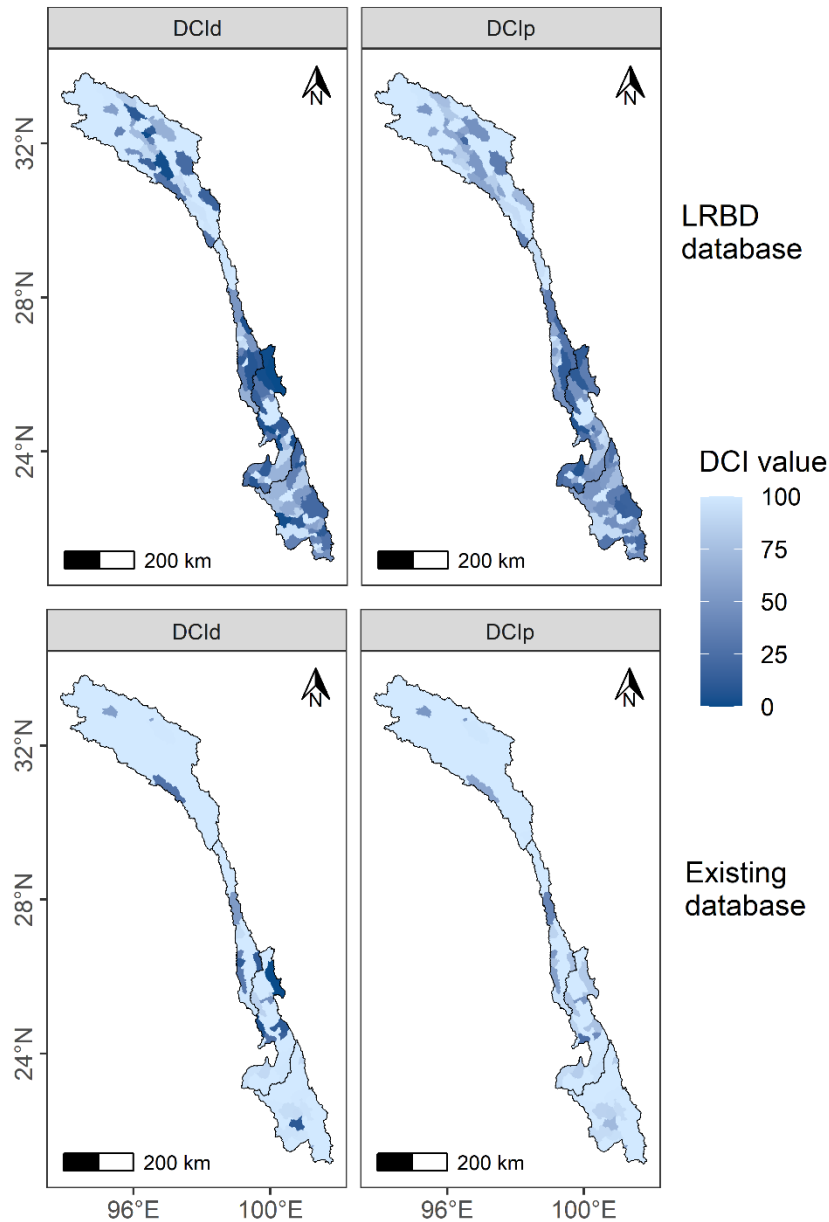 DCId
DCIp
N
N
32°N
28°N
24°N
200 km
200 km
LRBD
database
DCI value
100
75
50
25
0
DCId
DCIp
N
N
32°N
28°N
24°N
200 km
200 km
Existing
database
96°E
100°E
96°E
100°E